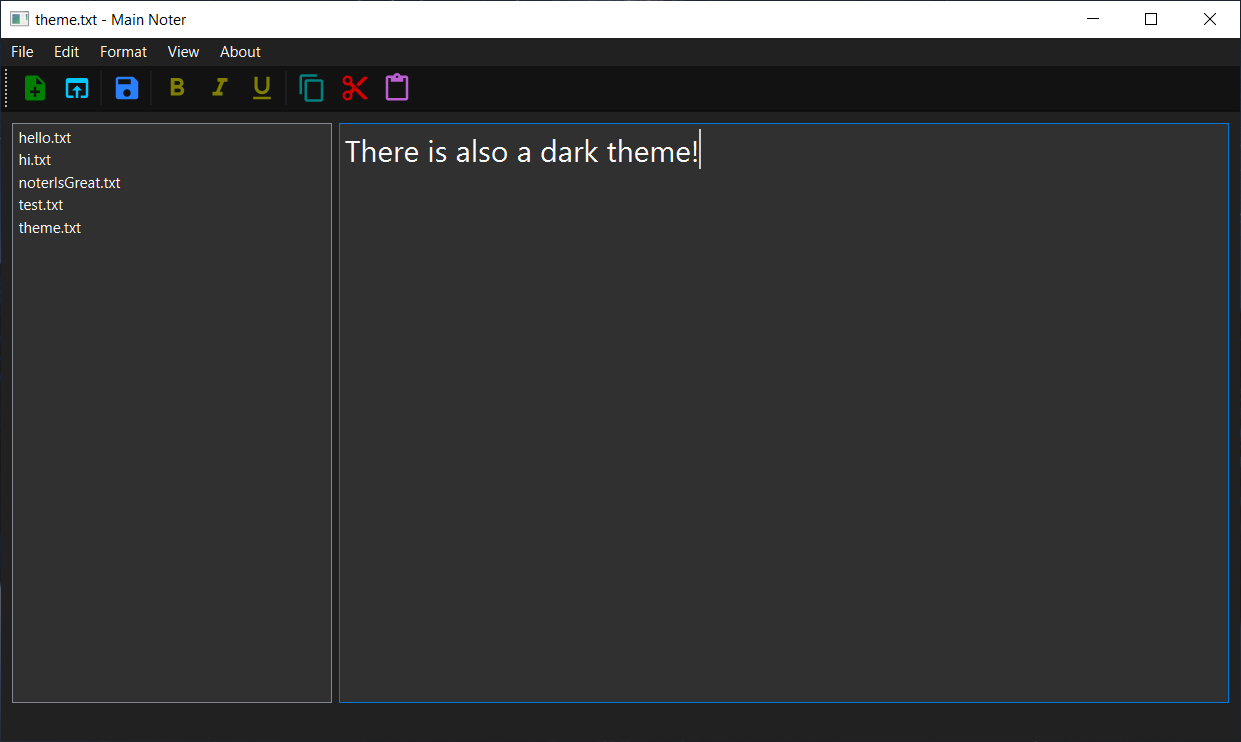 theme.txt - Main Noter
File Edit Format View About
B I U
hello.txt
hi.txt
noterIsGreat.txt
test.txt
theme.txt
There is also a dark theme!